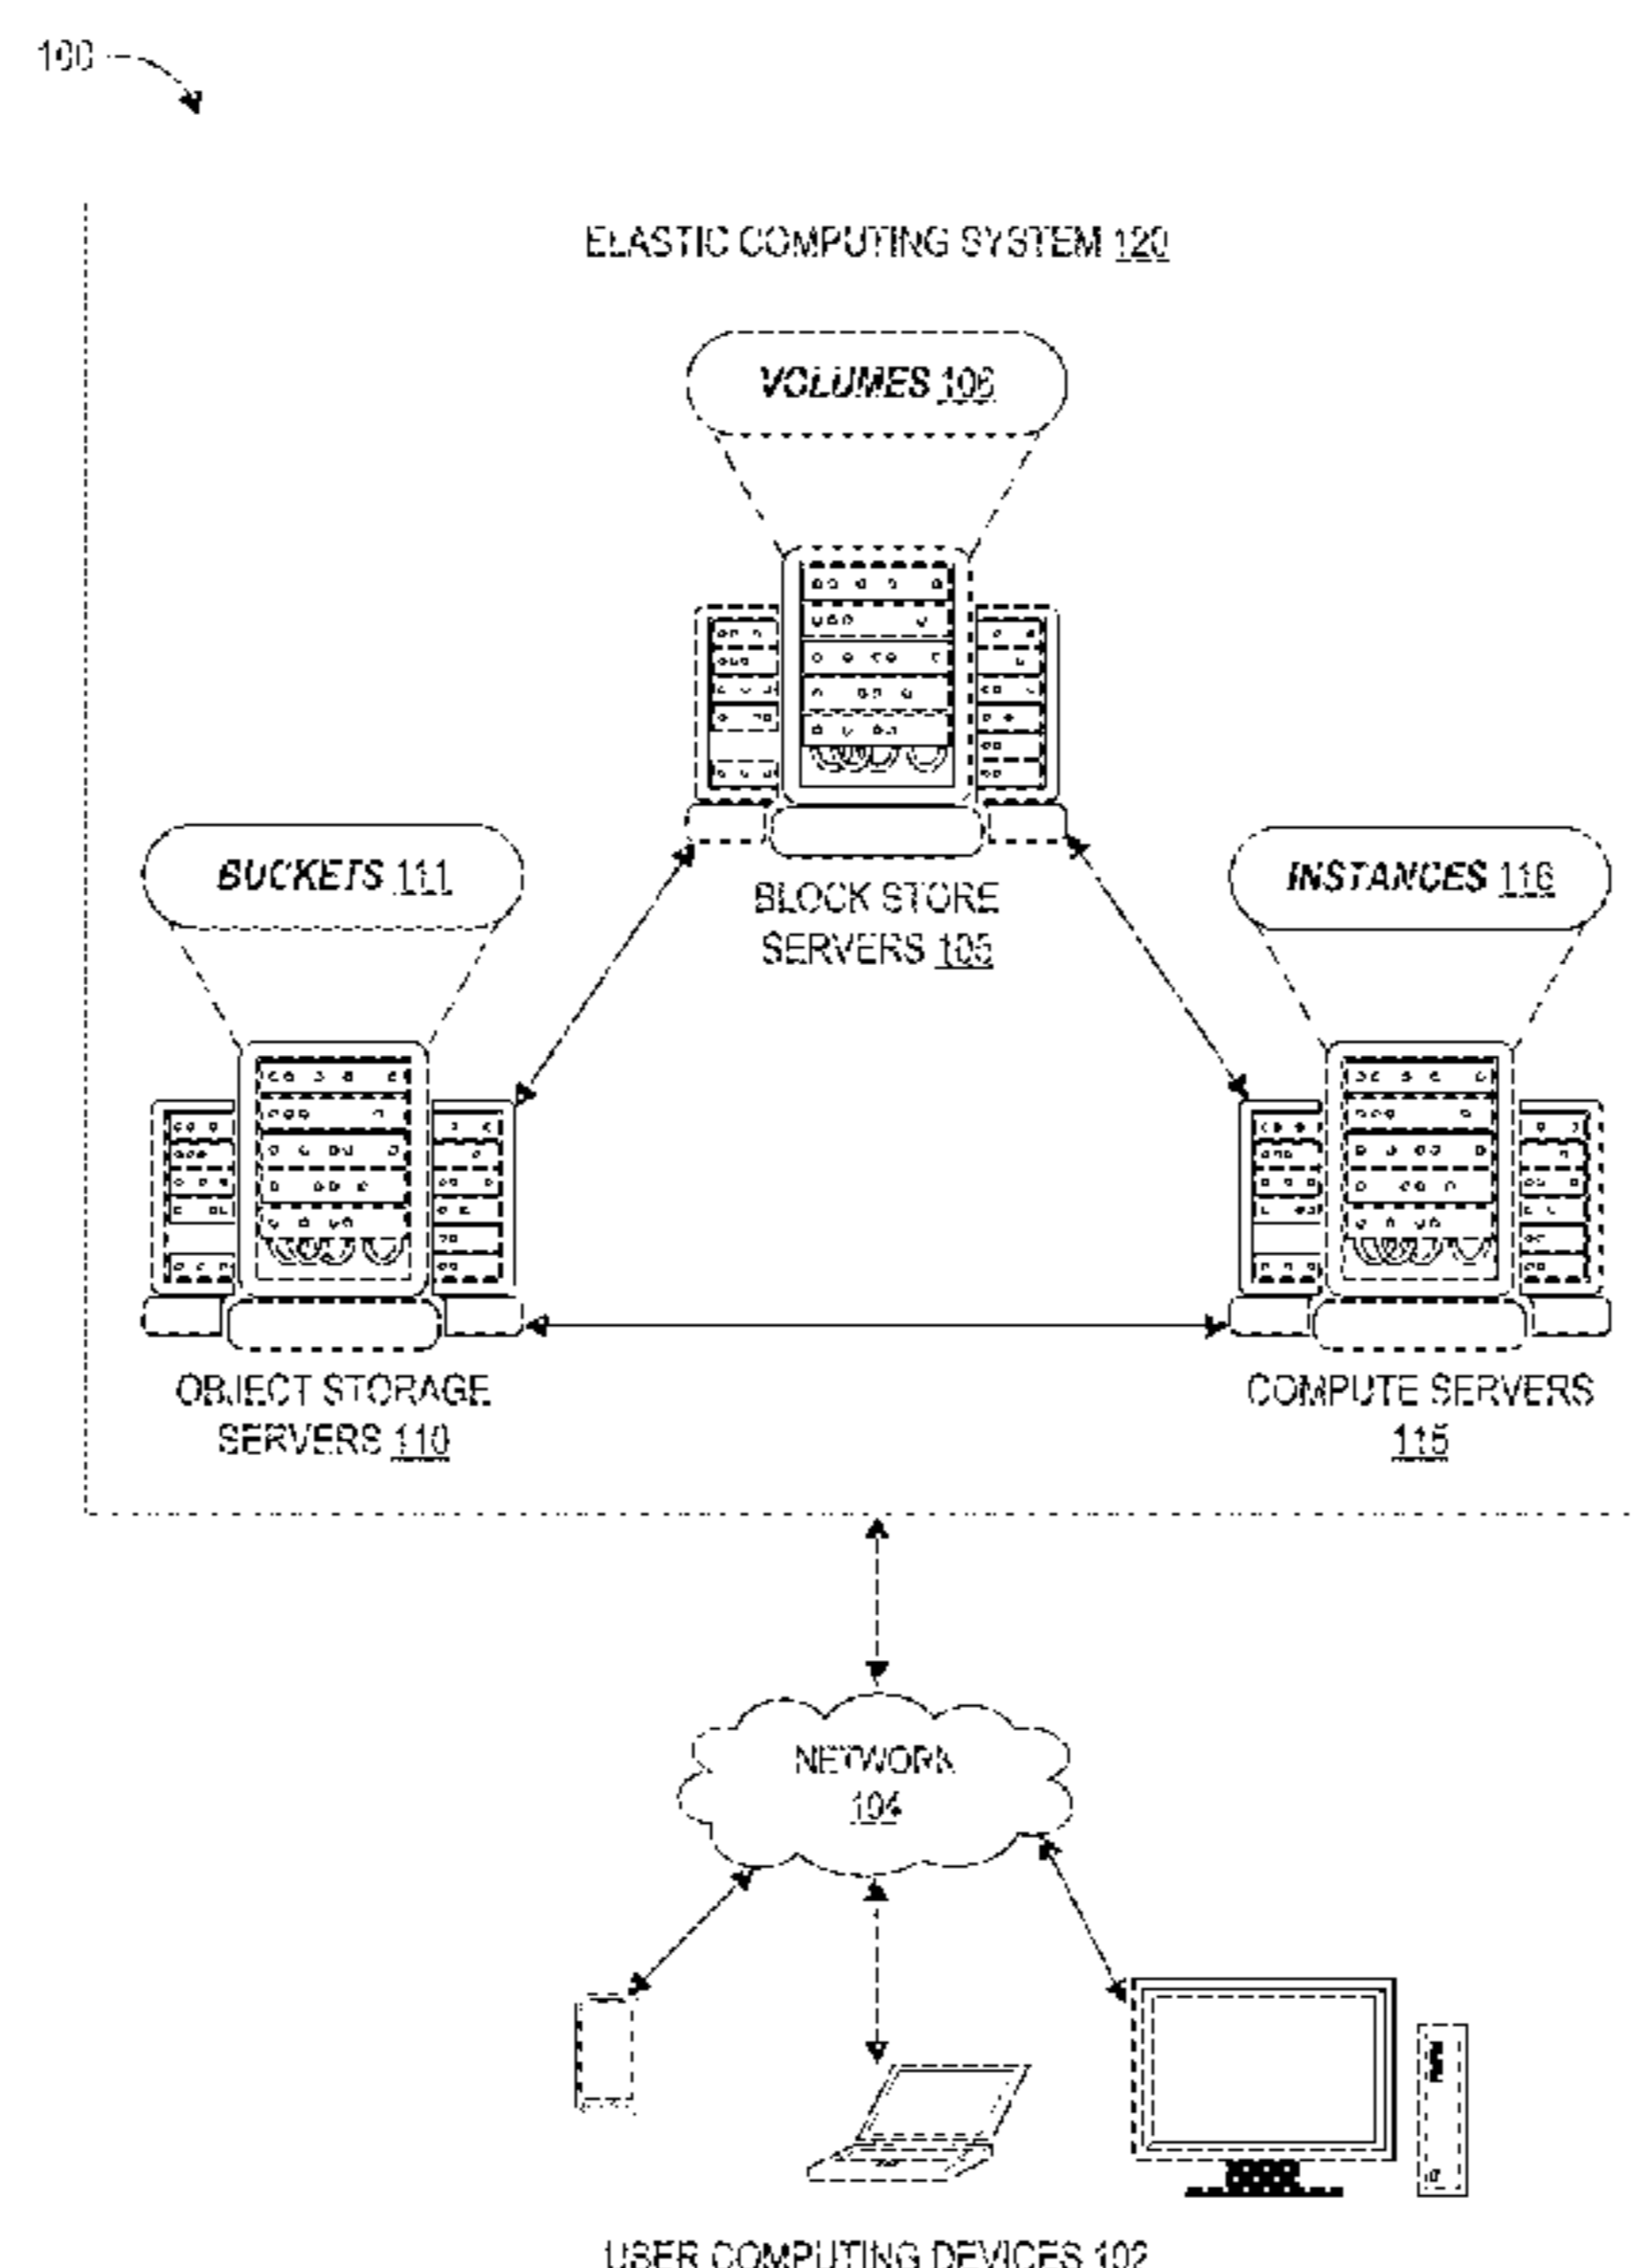 100
ELASTIC COMPUTING SYSTEM 120
VOLUMES 106
BUCKETS 111
BLOCK STORE
SERVERS 105
INSTANCES 116
OBJECT STORAGE
SERVERS 110
COMPUTE SERVERS
115
NETWORK
104
USER COMPUTING DEVICES 102